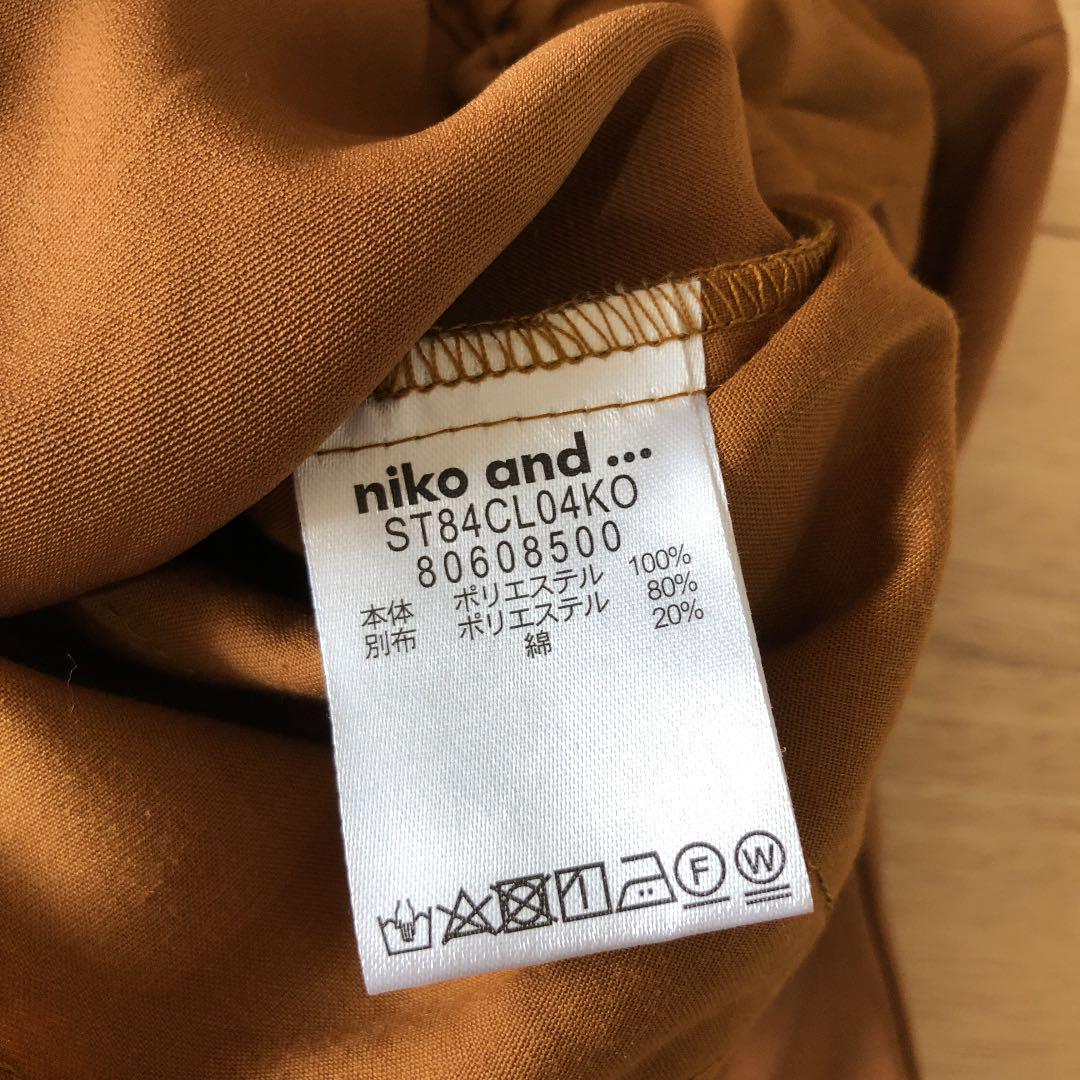 niko and ...
ST84CL04KO
80608500
本体 ポリエステル 100%
別布 ポリエステル 80%
綿 20%
F W